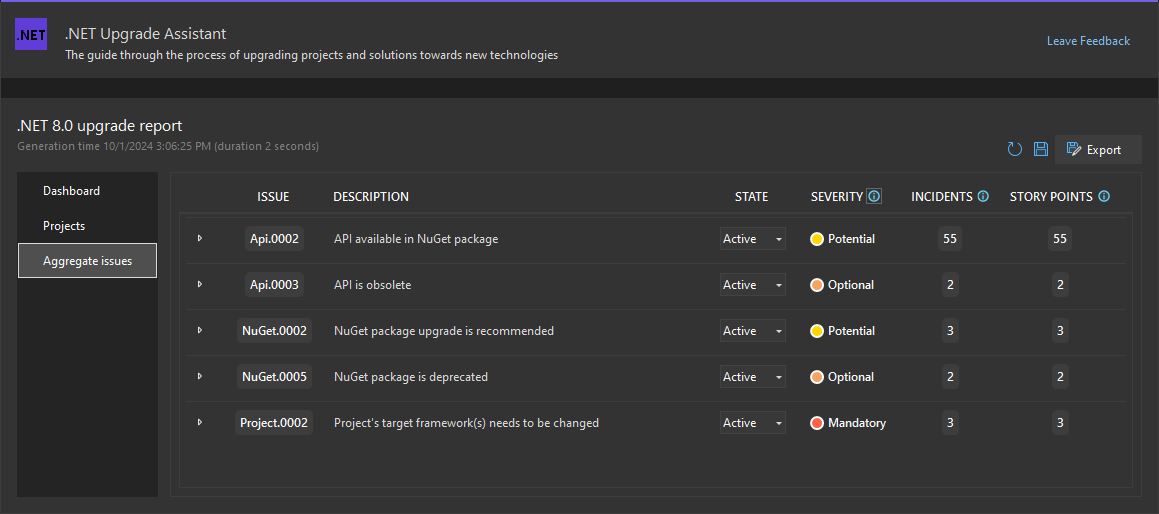 .NET
.NET Upgrade Assistant
The guide through the process of upgrading projects and solutions towards new technologies
Leave Feedback
.NET 8.0 upgrade report
Generation time 10/1/2024 3:06:25 PM (duration 2 seconds)
Export
Dashboard
Projects
Aggregate issues
ISSUE DESCRIPTION STATE SEVERITY INCIDENTS STORY POINTS
Api.0002 API available in NuGet package Active Potential 55 55
Api.0003 API is obsolete Active Optional 2 2
NuGet.0002 NuGet package upgrade is recommended Active Potential 3 3
NuGet.0005 NuGet package is deprecated Active Optional 2 2
Project.0002 Project's target framework(s) needs to be changed Active Mandatory 3 3